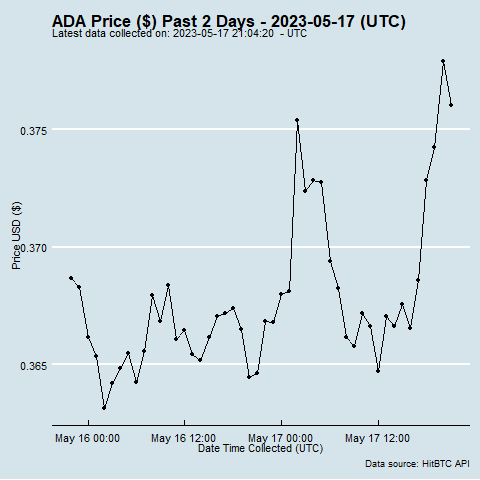 ADA Price ($) Past 2 Days - 2023-05-17 (UTC)
Latest data collected on: 2023-05-17 21:04:20 - UTC
0.375
0.370
0.365
Price USD ($)
May 16 00:00 May 16 12:00 May 17 00:00 May 17 12:00
Date Time Collected (UTC)
Data source: HitBTC API